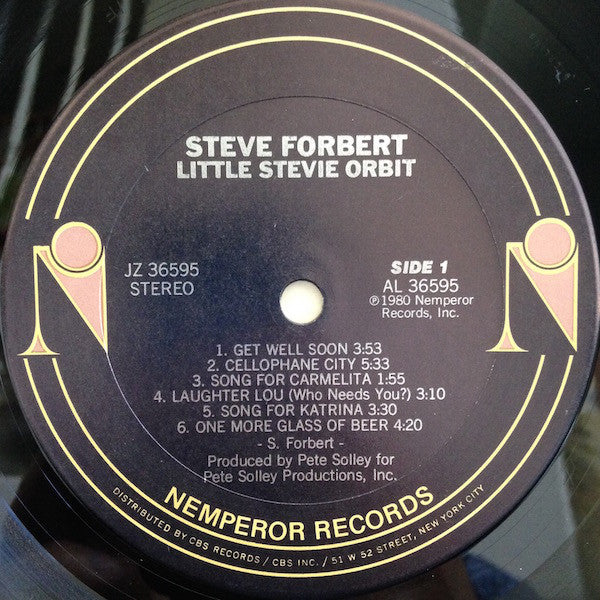 STEVE FORBERT
LITTLE STEVIE ORBIT
JZ 36595
STEREO
SIDE 1
AL 36595
℗1980 Nemperor
Records, Inc.
1. GET WELL SOON 3:53
2. CELLOPHANE CITY 5:33
3. SONG FOR CARMELITA 1:55
4. LAUGHTER LOU (Who Needs You?) 3:10
5. SONG FOR KATRINA 3:30
6. ONE MORE GLASS OF BEER 4:20
- S. Forbert -
Produced by Pete Solley for
Pete Solley Productions, Inc.
NEMPEROR RECORDS
DISTRIBUTED BY CBS RECORDS / CBS INC. / 51 W 52 STREET, NEW YORK CITY